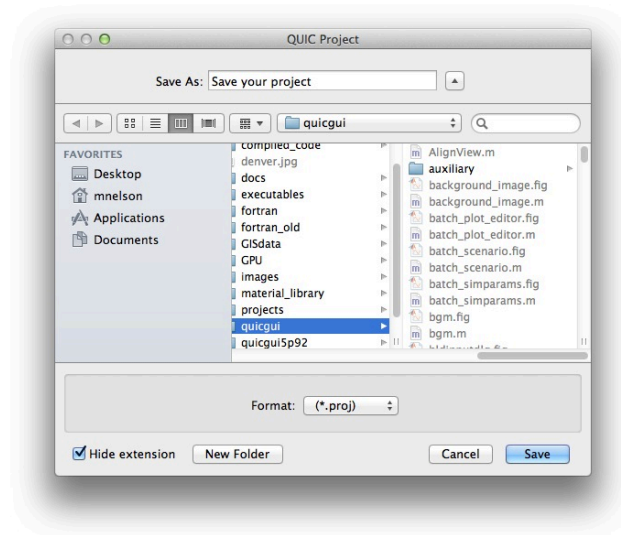 QUIC Project
Save As: Save your project
quicgui
FAVORITES
Desktop
mnelson
Applications
Documents
compiled_code
denver.jpg
docs
executables
fortran
fortran_old
GISdata
GPU
images
material_library
projects
quicgui
quicgui5p92
AlignView.m
auxiliary
background_image.fig
background_image.m
batch_plot_editor.fig
batch_plot_editor.m
batch_scenario.fig
batch_scenario.m
batch_simparams.fig
batch_simparams.m
bgm.fig
bgm.m
Format: (*.proj)
Hide extension
New Folder
Cancel
Save